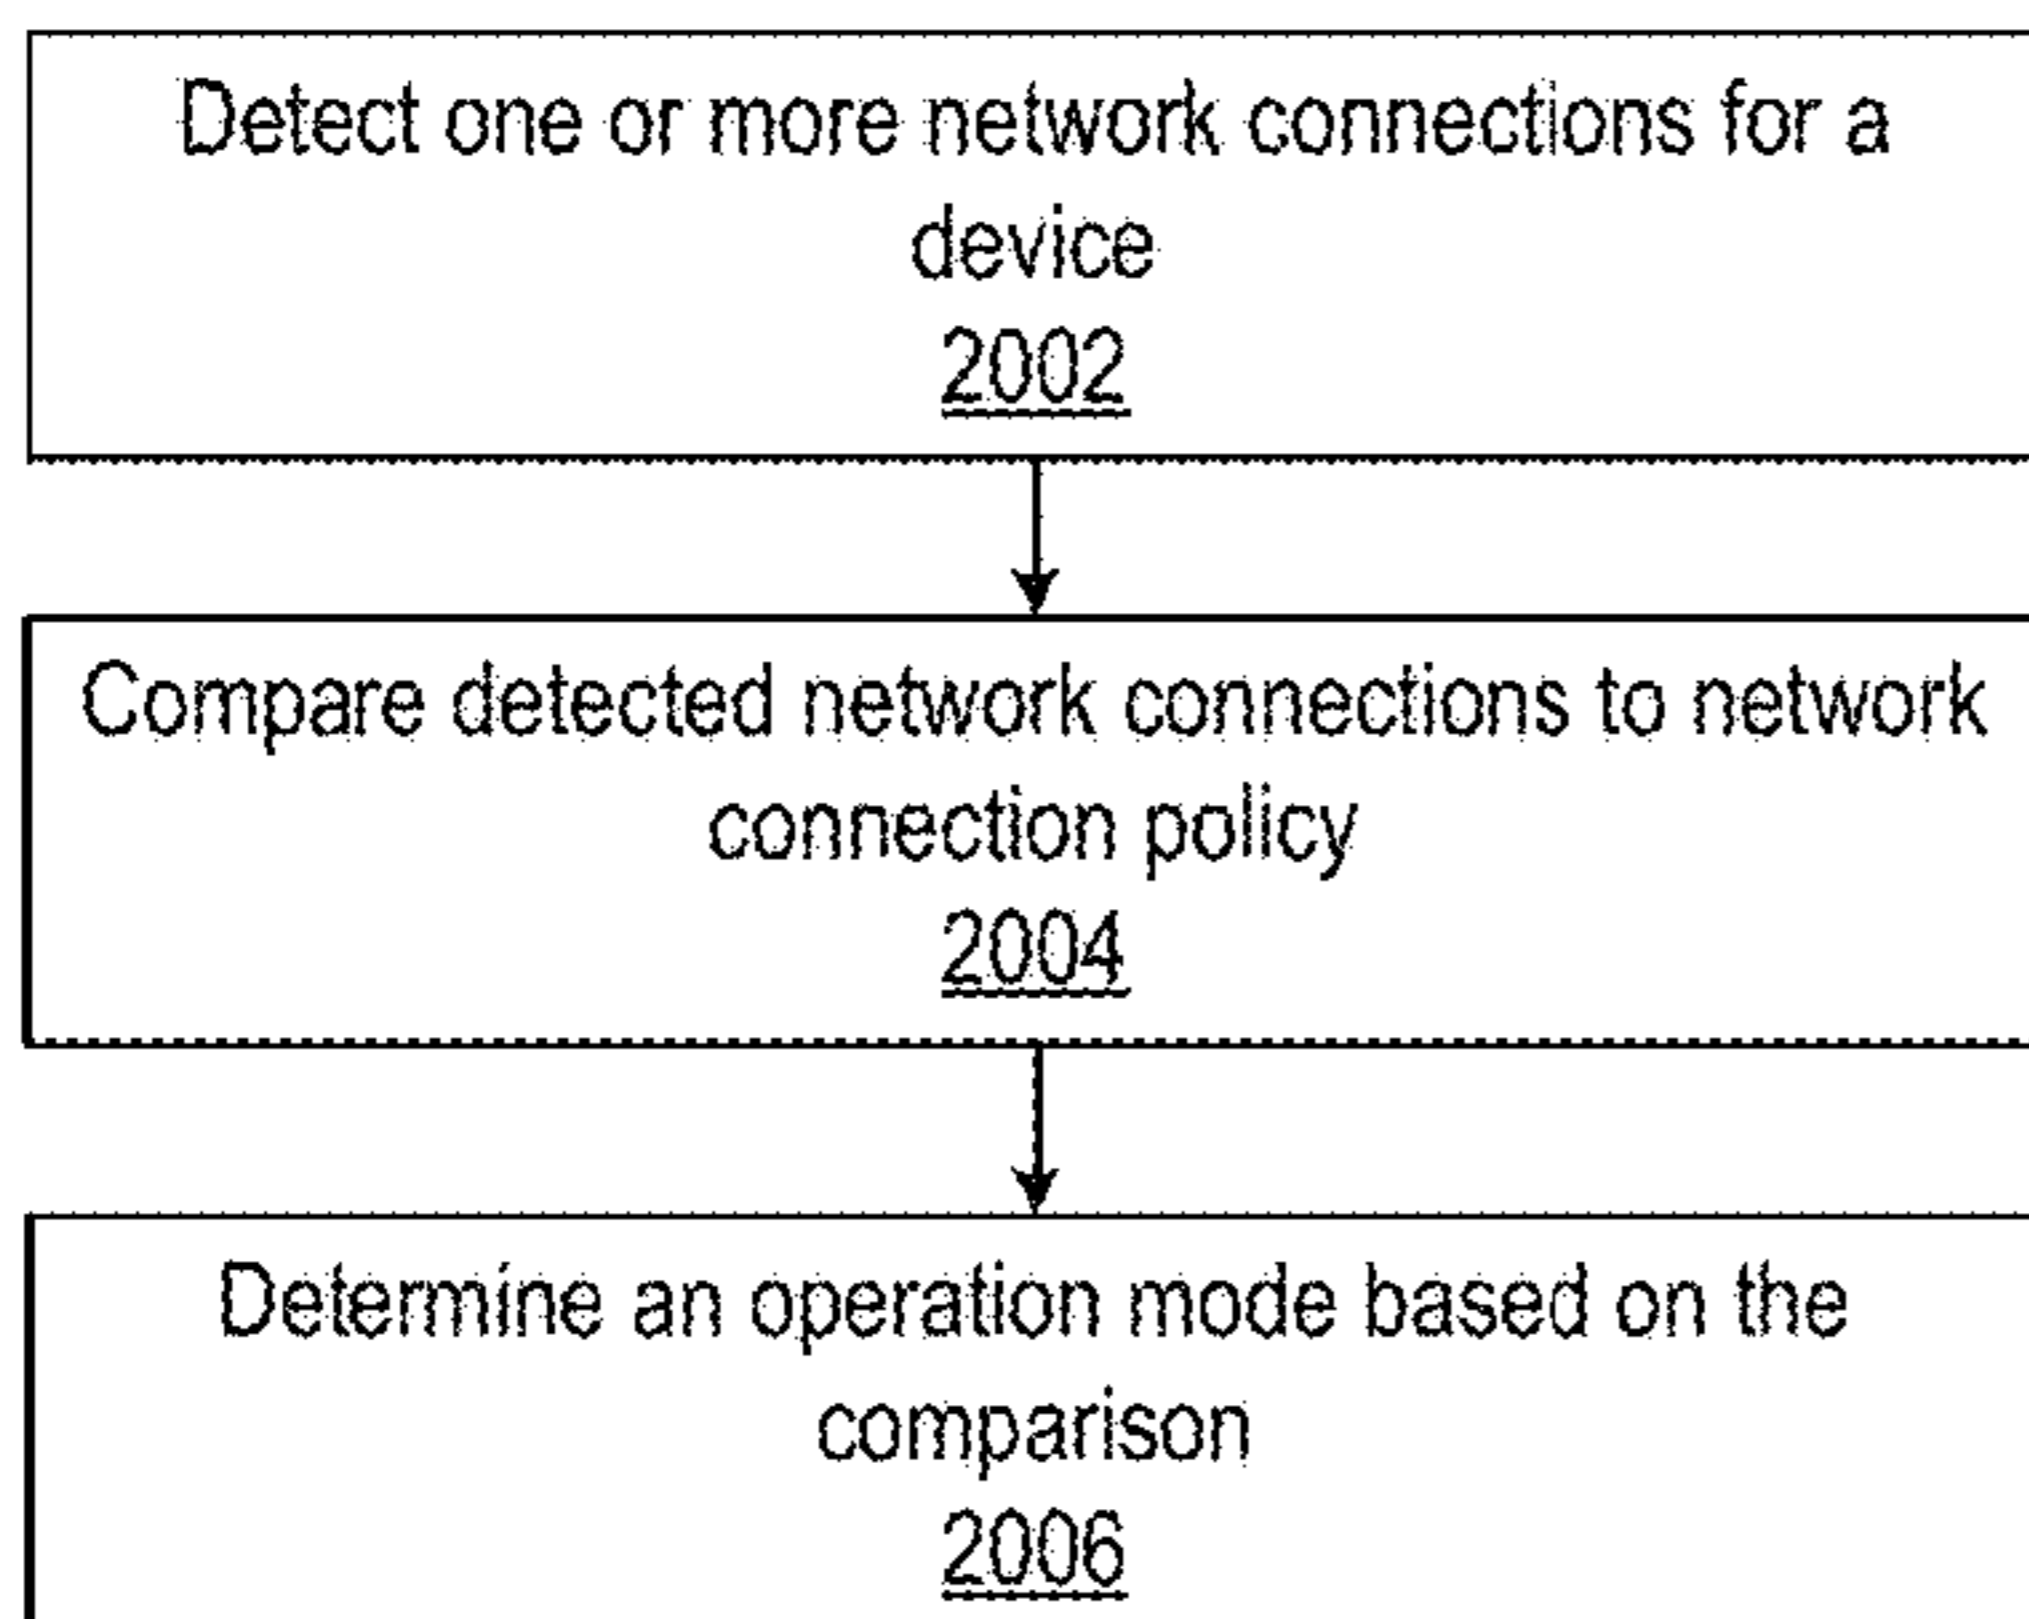 Detect one or more network connections for a
device
2002
Compare detected network connections to network
connection policy
2004
Determine an operation mode based on the
comparison
2006